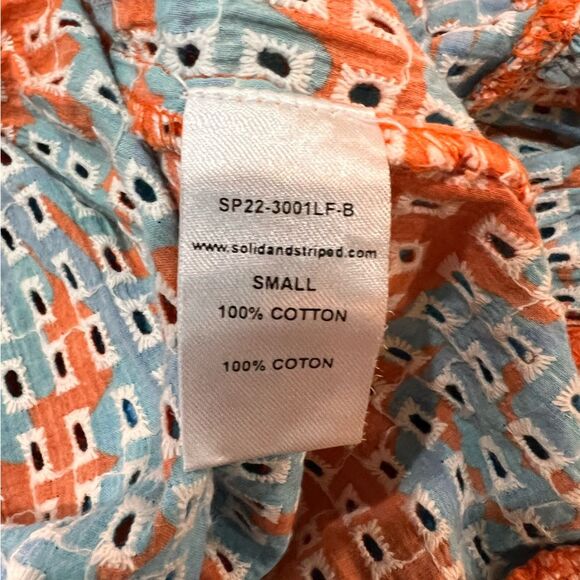 SP22-3001LF-B
www.solidandstriped.com
SMALL
100% COTTON
100% COTON